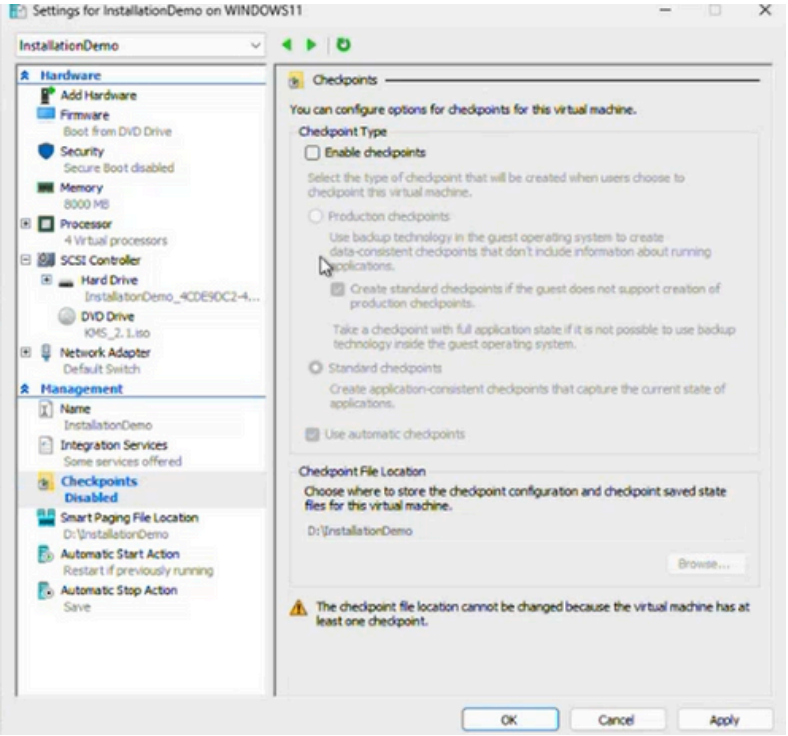 Settings for InstallationDemo on WINDOWS11
InstallationDemo
Hardware
Add Hardware
Firmware
Boot from DVD Drive
Security
Secure Boot disabled
Memory
8000 MB
Processor
4 Virtual processors
SCSI Controller
Hard Drive
InstallationDemo_4CDE9DC2-4...
DVD Drive
KMS_2.1.iso
Network Adapter
Default Switch
Management
Name
InstallationDemo
Integration Services
Some services offered
Checkpoints
Disabled
Smart Paging File Location
D:\InstallationDemo
Automatic Start Action
Restart if previously running
Automatic Stop Action
Save
Checkpoints
You can configure options for checkpoints for this virtual machine.
Checkpoint Type
Enable checkpoints
Select the type of checkpoint that will be created when users choose to
checkpoint this virtual machine.
Production checkpoints
Use backup technology in the guest operating system to create
data-consistent checkpoints that don't include information about running
applications.
Create standard checkpoints if the guest does not support creation of
production checkpoints.
Take a checkpoint with full application state if it is not possible to use backup
technology inside the guest operating system.
Standard checkpoints
Create application-consistent checkpoints that capture the current state of
applications.
Use automatic checkpoints
Checkpoint File Location
Choose where to store the checkpoint configuration and checkpoint saved state
files for this virtual machine.
D:\InstallationDemo
Browse...
The checkpoint file location cannot be changed because the virtual machine has at
least one checkpoint.
OK
Cancel
Apply